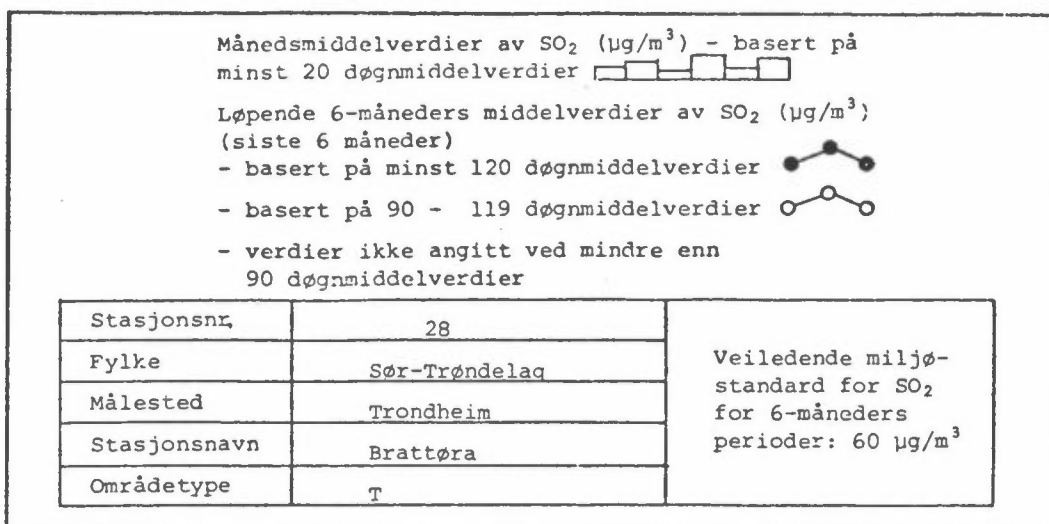 Månedsmiddelverdier av SO₂ (µg/m³) - basert på
minst 20 døgnmiddelverdier
Løpende 6-måneders middelverdier av SO₂ (µg/m³)
(siste 6 måneder)
- basert på minst 120 døgnmiddelverdier
- basert på 90 - 119 døgnmiddelverdier
- verdier ikke angitt ved mindre enn
90 døgnmiddelverdier
Stasjonsnr. 28
Fylke Sør-Trøndelag
Målested Trondheim
Stasjonsnavn Brattøra
Områdetype T
Veiledende miljø-
standard for SO₂
for 6-måneders
perioder: 60 µg/m³